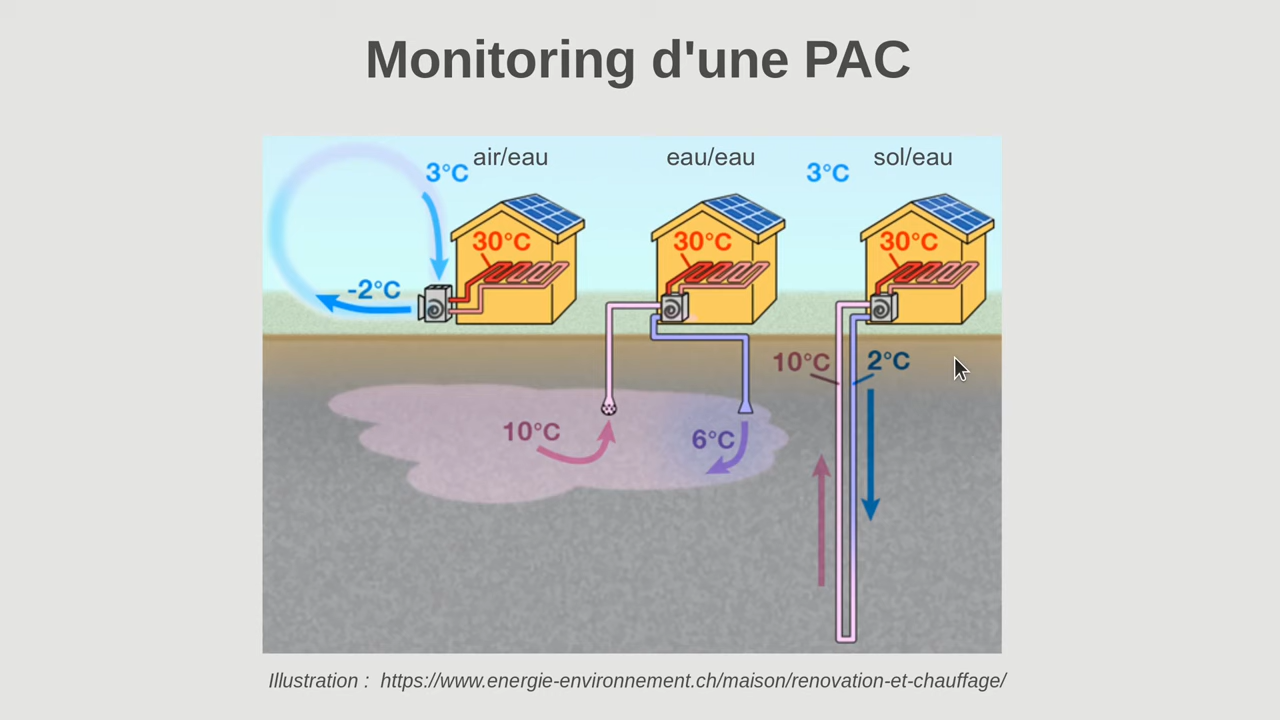 Monitoring d'une PAC
air/eau
eau/eau
sol/eau
3°C
3°C
30°C
30°C
30°C
-2°C
10°C
2°C
10°C
6°C
Illustration : https://www.energie-environnement.ch/maison/renovation-et-chauffage/